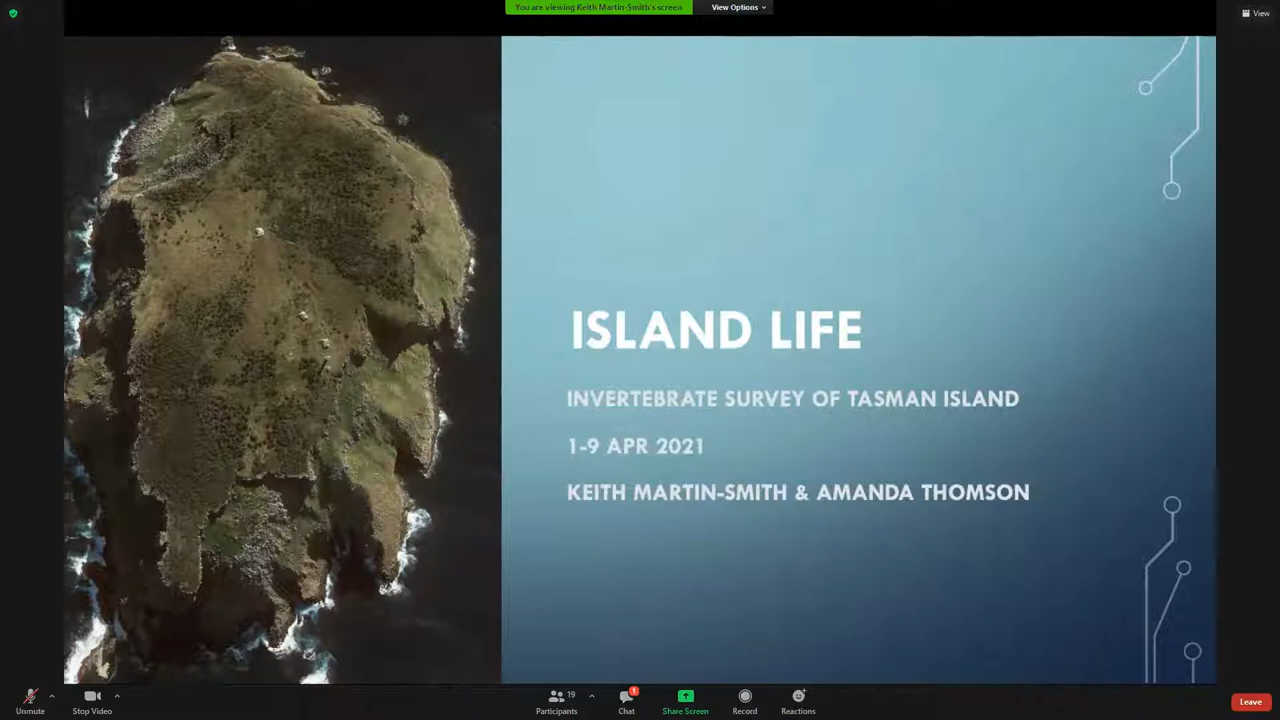 You are viewing Keith Martin-Smith's screen
View Options
View
ISLAND LIFE
INVERTEBRATE SURVEY OF TASMAN ISLAND
1-9 APR 2021
KEITH MARTIN-SMITH & AMANDA THOMSON
Unmute
Stop Video
19
Participants
1
Chat
Share Screen
Record
Reactions
Leave